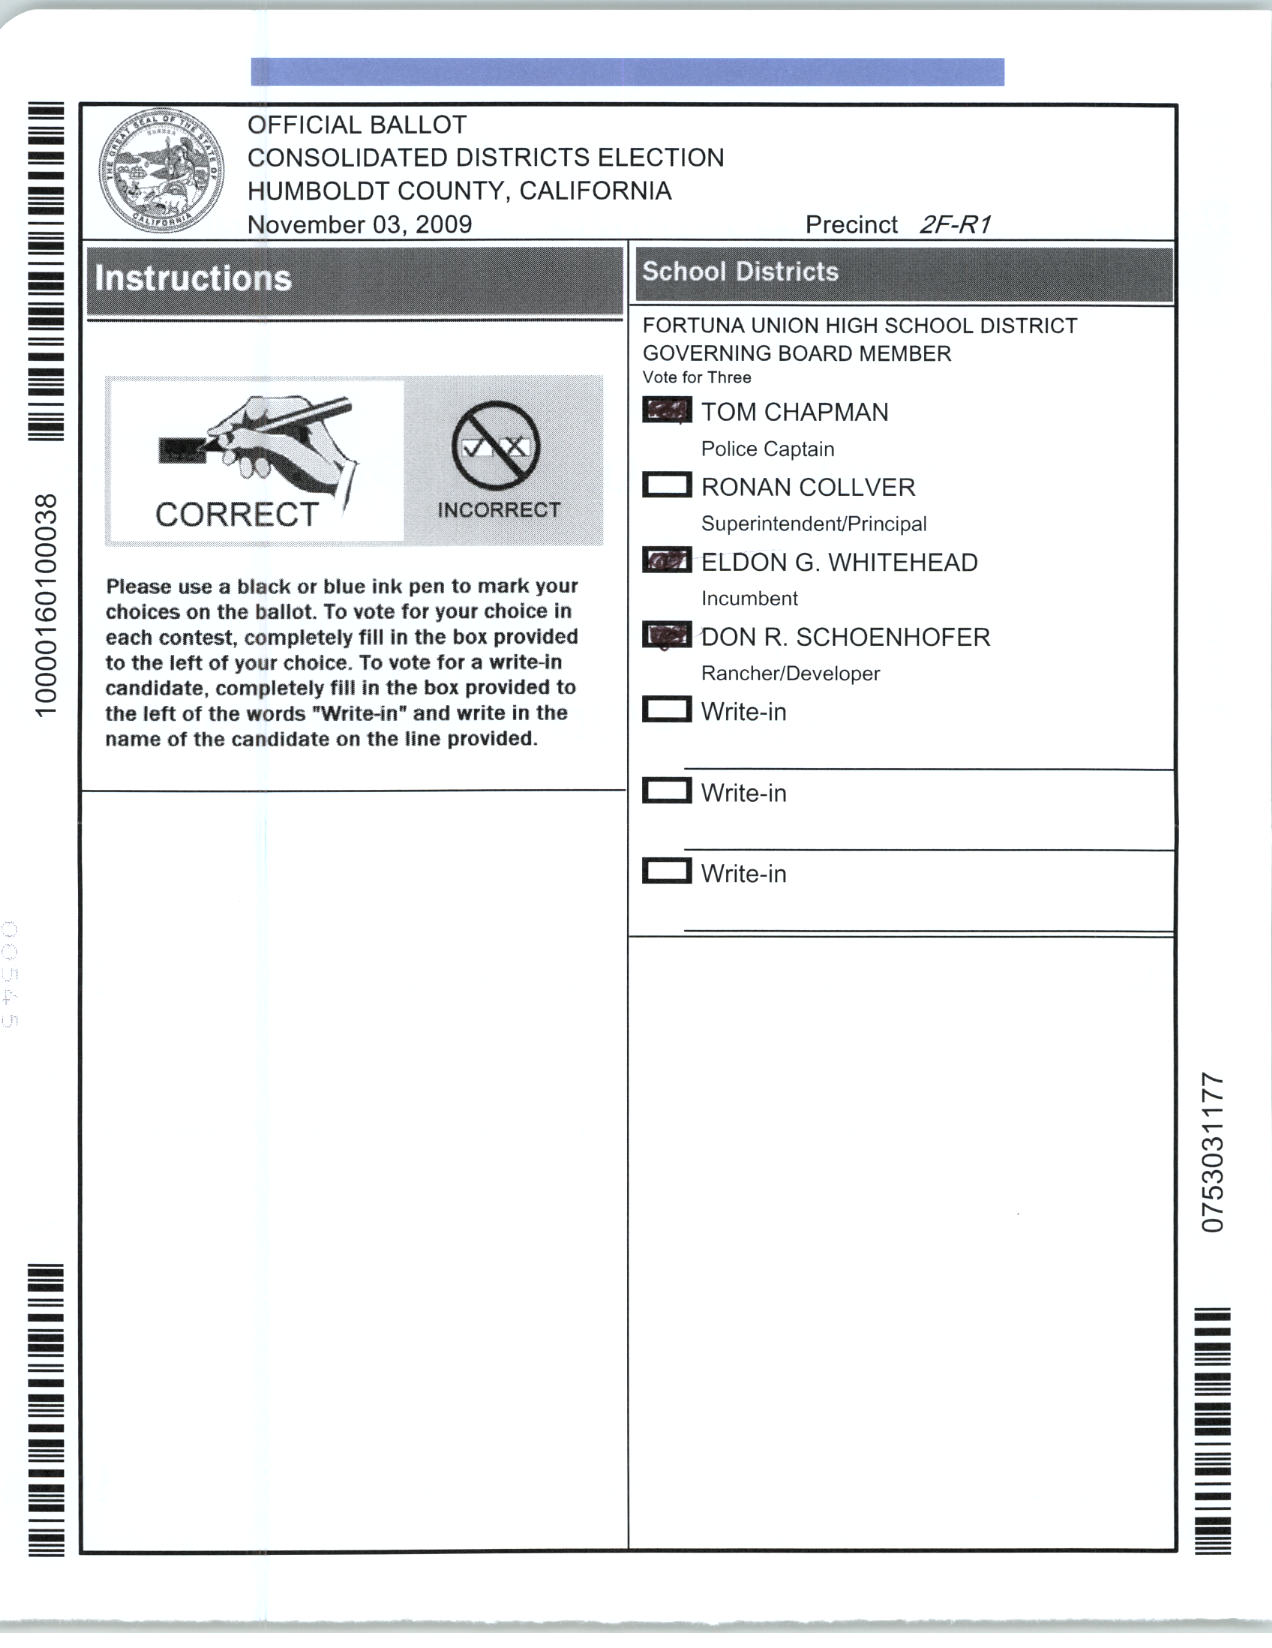 OFFICIAL BALLOT
CONSOLIDATED DISTRICTS ELECTION
HUMBOLDT COUNTY, CALIFORNIA
November 03, 2009
Precinct 2F-R1
THE GREAT SEAL OF THE STATE OF CALIFORNIA
EUREKA
Instructions
CORRECT
INCORRECT
Please use a black or blue ink pen to mark your
choices on the ballot. To vote for your choice in
each contest, completely fill in the box provided
to the left of your choice. To vote for a write-in
candidate, completely fill in the box provided to
the left of the words "Write-in" and write in the
name of the candidate on the line provided.
School Districts
FORTUNA UNION HIGH SCHOOL DISTRICT
GOVERNING BOARD MEMBER
Vote for Three
TOM CHAPMAN
Police Captain
RONAN COLLVER
Superintendent/Principal
ELDON G. WHITEHEAD
Incumbent
DON R. SCHOENHOFER
Rancher/Developer
Write-in
Write-in
Write-in
10000160100038
00545
0753031177